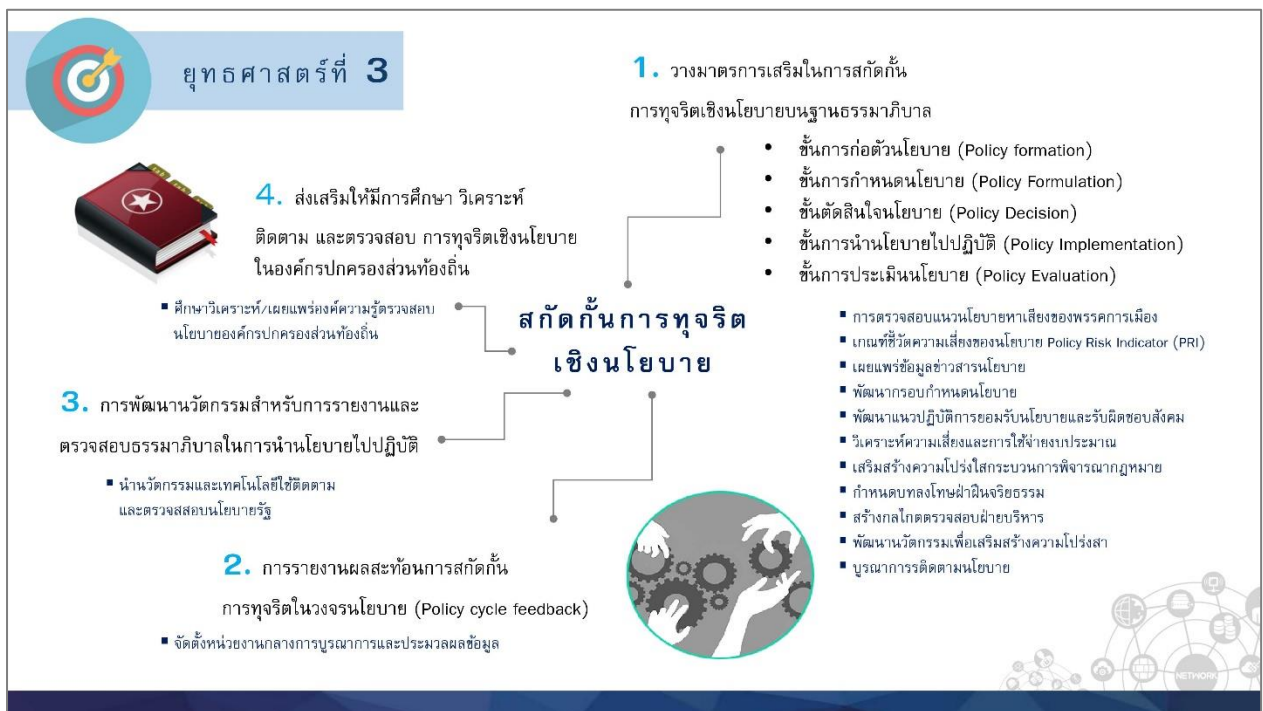 ยุทธศาสตร์ที่ 3
1. วางมาตรการเสริมในการสกัดกั้น
การทุจริตเชิงนโยบายบนฐานธรรมาภิบาล
• ขั้นการก่อตัวนโยบาย (Policy formation)
• ขั้นการกำหนดนโยบาย (Policy Formulation)
• ขั้นตัดสินใจนโยบาย (Policy Decision)
• ขั้นการนำนโยบายไปปฏิบัติ (Policy Implementation)
• ขั้นการประเมินนโยบาย (Policy Evaluation)
▪ การตรวจสอบแนวนโยบายหาเสียงของพรรคการเมือง
▪ เกณฑ์ชี้วัดความเสี่ยงของนโยบาย Policy Risk Indicator (PRI)
▪ เผยแพร่ข้อมูลข่าวสารนโยบาย
▪ พัฒนากรอบกำหนดนโยบาย
▪ พัฒนาแนวปฏิบัติการยอมรับนโยบายและรับผิดชอบสังคม
▪ วิเคราะห์ความเสี่ยงและการใช้จ่ายงบประมาณ
▪ เสริมสร้างความโปร่งใสกระบวนการพิจารณากฎหมาย
▪ กำหนดบทลงโทษฝ่าฝืนจริยธรรม
▪ สร้างกลไกตรวจสอบฝ่ายบริหาร
▪ พัฒนานวัตกรรมเพื่อเสริมสร้างความโปร่งสา
▪ บูรณาการรติดตามนโยบาย
4. ส่งเสริมให้มีการศึกษา วิเคราะห์
ติดตาม และตรวจสอบ การทุจริตเชิงนโยบาย
ในองค์กรปกครองส่วนท้องถิ่น
▪ ศึกษาวิเคราะห์/เผยแพร่องค์ความรู้ตรวจสอบ
นโยบายองค์กรปกครองส่วนท้องถิ่น
สกัดกั้นการทุจริต
เชิงนโยบาย
3. การพัฒนานวัตกรรมสำหรับการรายงานและ
ตรวจสอบธรรมาภิบาลในการนำนโยบายไปปฏิบัติ
▪ นำนวัตกรรมและเทคโนโลยีใช้ติดตาม
และตรวจสสอบนโยบายรัฐ
2. การรายงานผลสะท้อนการสกัดกั้น
การทุจริตในวงจรนโยบาย (Policy cycle feedback)
▪ จัดตั้งหน่วยงานกลางการบูรณาการและประมวลผลข้อมูล
NETWORK